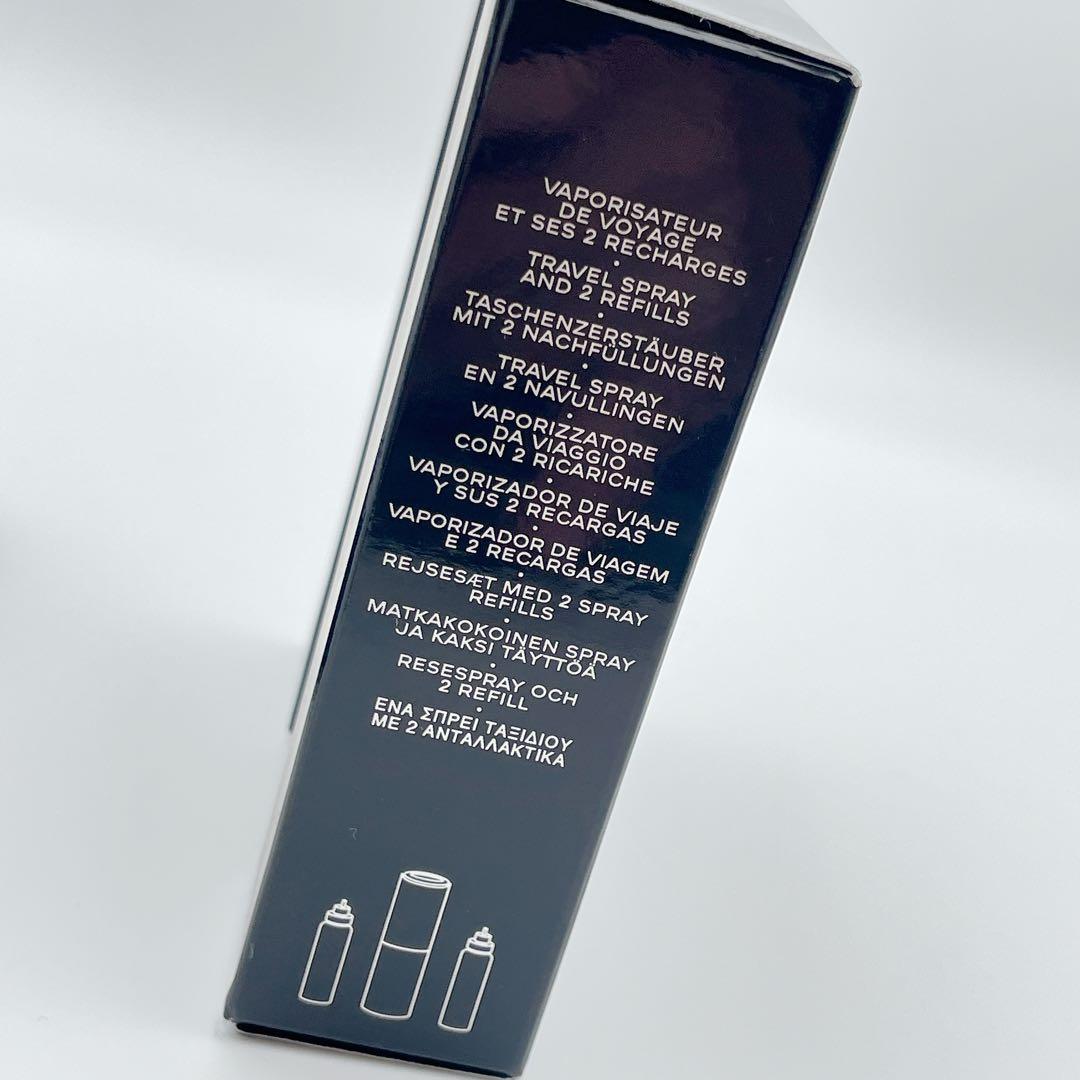 VAPORISATEUR
DE VOYAGE
ET SES 2 RECHARGES
•
TRAVEL SPRAY
AND 2 REFILLS
•
TASCHENZERSTÄUBER
MIT 2 NACHFÜLLUNGEN
•
TRAVEL SPRAY
EN 2 NAVULLINGEN
•
VAPORIZZATORE
DA VIAGGIO
CON 2 RICARICHE
•
VAPORIZADOR DE VIAJE
Y SUS 2 RECARGAS
•
VAPORIZADOR DE VIAGEM
E 2 RECARGAS
•
REJSESÆT MED 2 SPRAY
REFILLS
•
MATKAKOKOINEN SPRAY
JA KAKSI TÄYTTÖÄ
•
RESESPRAY OCH
2 REFILL
•
ΕΝΑ ΣΠΡΕΙ ΤΑΞΙΔΙΟΥ
ΜΕ 2 ΑΝΤΑΛΛΑΚΤΙΚΑ